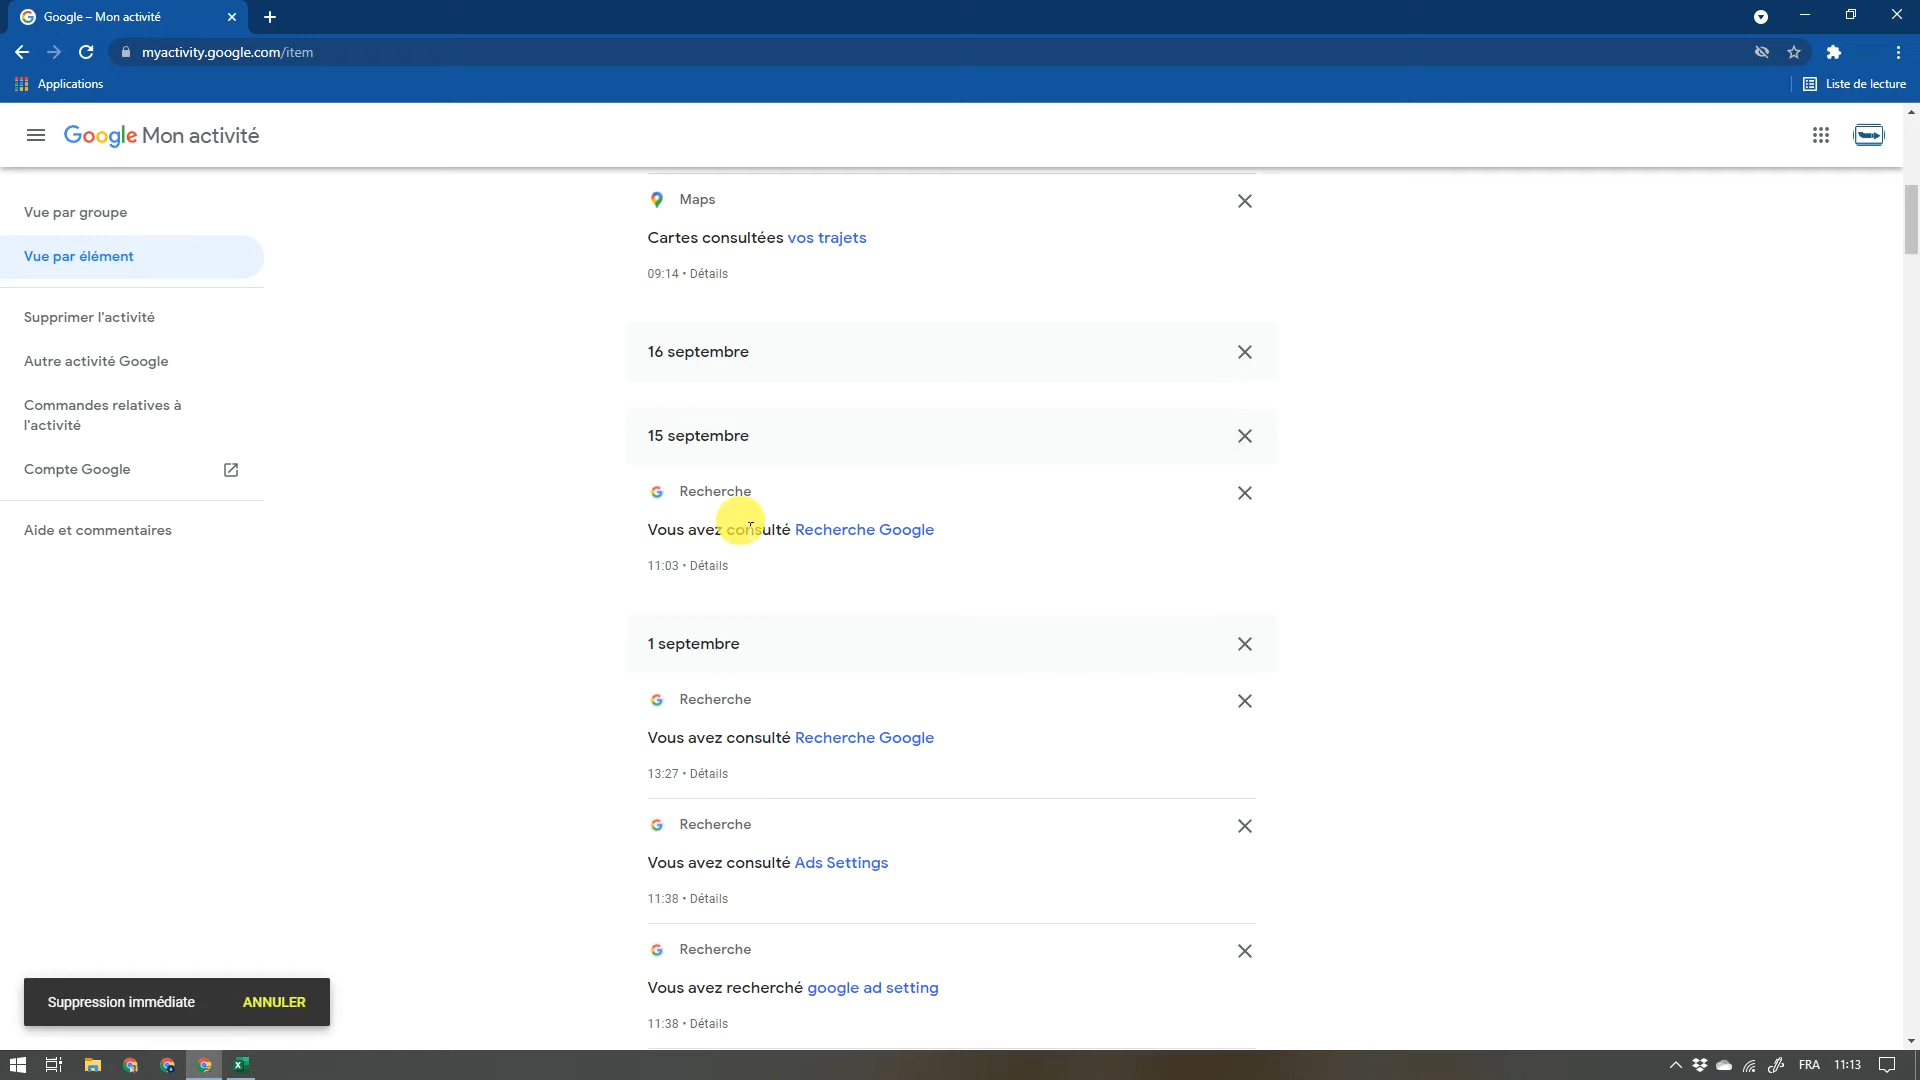 Google – Mon activité
myactivity.google.com/item
Applications
Liste de lecture
Google Mon activité
Vue par groupe
Vue par élément
Supprimer l'activité
Autre activité Google
Commandes relatives à
l'activité
Compte Google
Aide et commentaires
Maps
Cartes consultées vos trajets
09:14 • Détails
16 septembre
15 septembre
Recherche
Vous avez consulté Recherche Google
11:03 • Détails
1 septembre
Recherche
Vous avez consulté Recherche Google
13:27 • Détails
Recherche
Vous avez consulté Ads Settings
11:38 • Détails
Recherche
Vous avez recherché google ad setting
11:38 • Détails
Suppression immédiate ANNULER
FRA 11:13